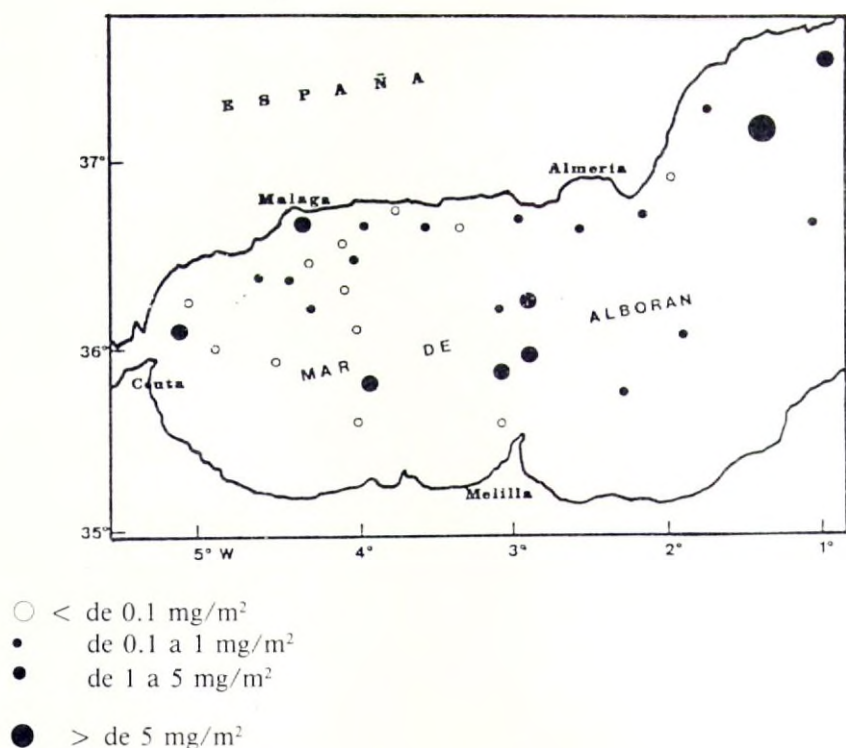 ESPAÑA
37°
Almeria
Malaga
ALBORAN
36°
MAR DE
Ceuta
Melilla
35°
5° W 4° 3° 2° 1°
< de 0.1 mg/m²
de 0.1 a 1 mg/m²
de 1 a 5 mg/m²
> de 5 mg/m²